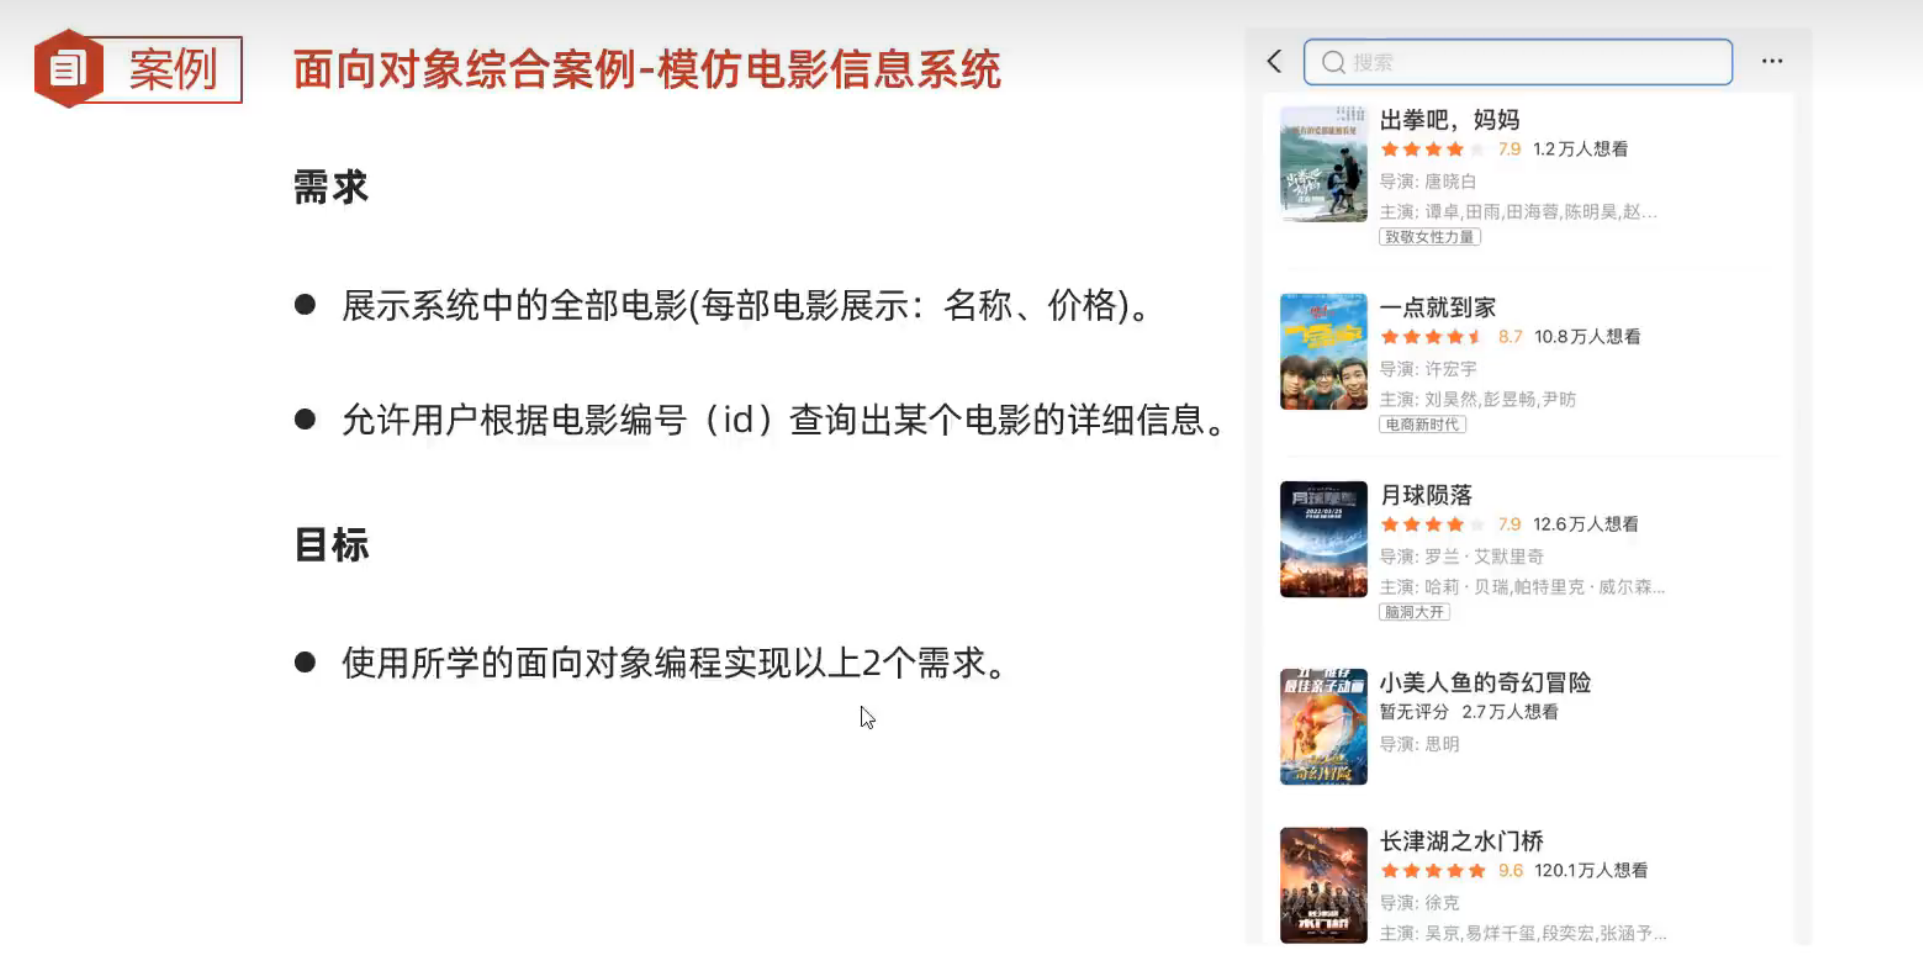 案例
面向对象综合案例-模仿电影信息系统
需求
● 展示系统中的全部电影(每部电影展示：名称、价格)。
● 允许用户根据电影编号（id）查询出某个电影的详细信息。
目标
● 使用所学的面向对象编程实现以上2个需求。
搜索
出拳吧，妈妈
7.9 1.2万人想看
导演: 唐晓白
主演: 谭卓,田雨,田海蓉,陈明昊,赵...
致敬女性力量
一点就到家
8.7 10.8万人想看
导演: 许宏宇
主演: 刘昊然,彭昱畅,尹昉
电商新时代
月球陨落
7.9 12.6万人想看
导演: 罗兰·艾默里奇
主演: 哈莉·贝瑞,帕特里克·威尔森...
脑洞大开
小美人鱼的奇幻冒险
暂无评分 2.7万人想看
导演: 思明
长津湖之水门桥
9.6 120.1万人想看
导演: 徐克
主演: 吴京,易烊千玺,段奕宏,张涵予...
水门桥